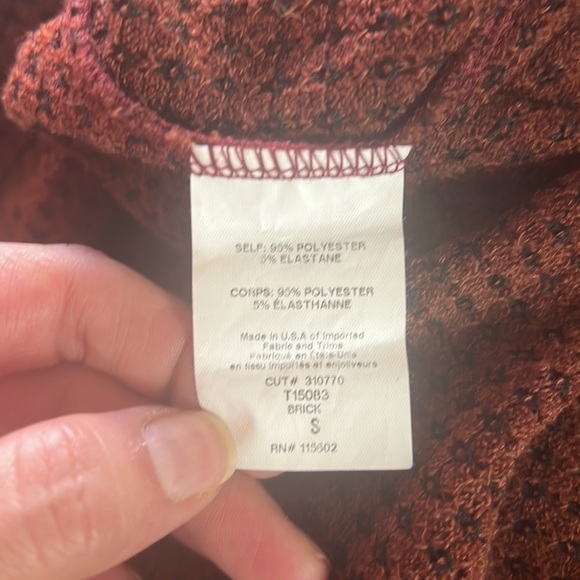 SELF: 95% POLYESTER
5% ELASTANE
CORPS: 95% POLYESTER
5% ÉLASTHANNE
Made in U.S.A of Imported
Fabric and Trims
Fabriqué en États-Unis
en tissu importés et enjoliveurs
CUT# 310770
T15083
BRICK
S
RN# 115602